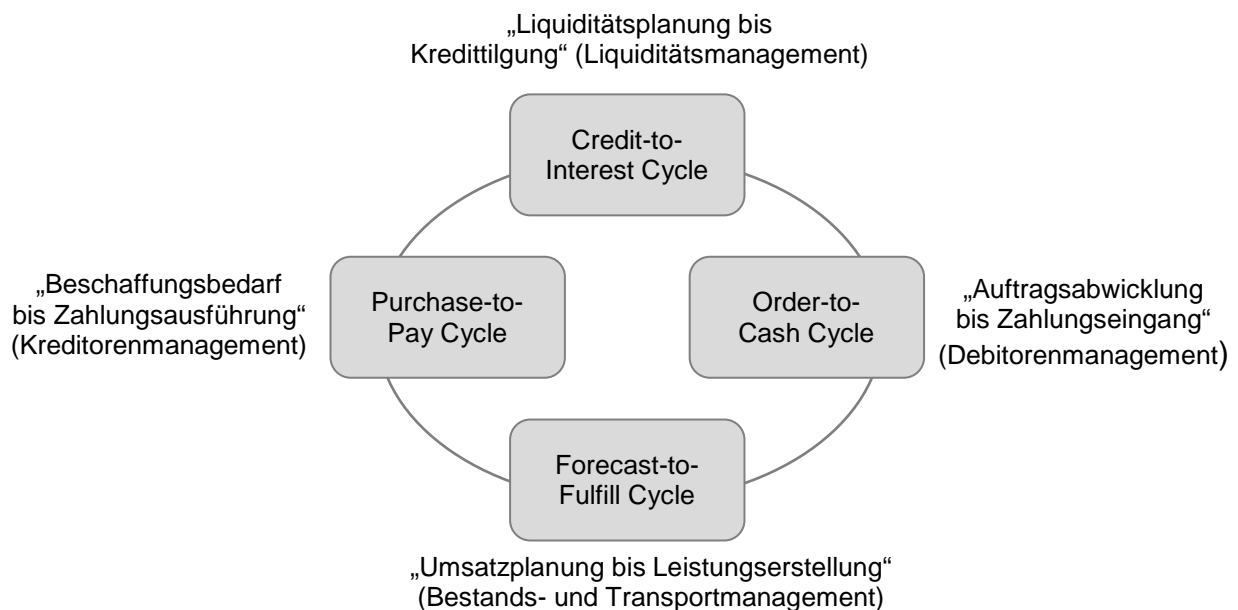 „Liquiditätsplanung bis
Kredittilgung“ (Liquiditätsmanagement)
Credit-to-
Interest Cycle
„Beschaffungsbedarf
bis Zahlungsausführung“
(Kreditorenmanagement)
Purchase-to-
Pay Cycle
Order-to-
Cash Cycle
„Auftragsabwicklung
bis Zahlungseingang“
(Debitorenmanagement)
Forecast-to-
Fulfill Cycle
„Umsatzplanung bis Leistungserstellung“
(Bestands- und Transportmanagement)